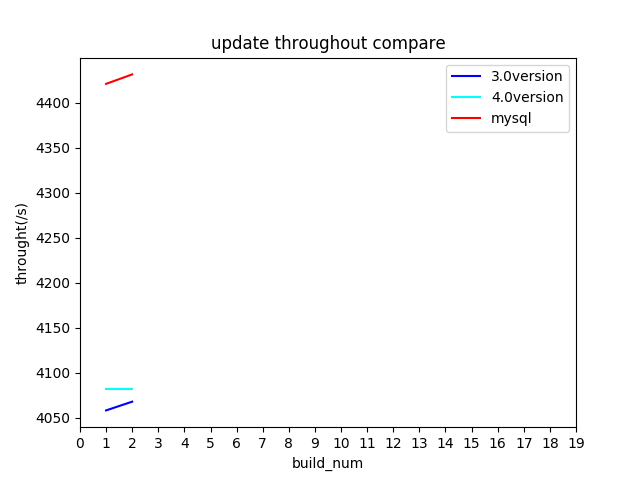 update throughout compare
3.0version
4.0version
mysql
throught(/s)
4400
4350
4300
4250
4200
4150
4100
4050
0 1 2 3 4 5 6 7 8 9 10 11 12 13 14 15 16 17 18 19
build_num